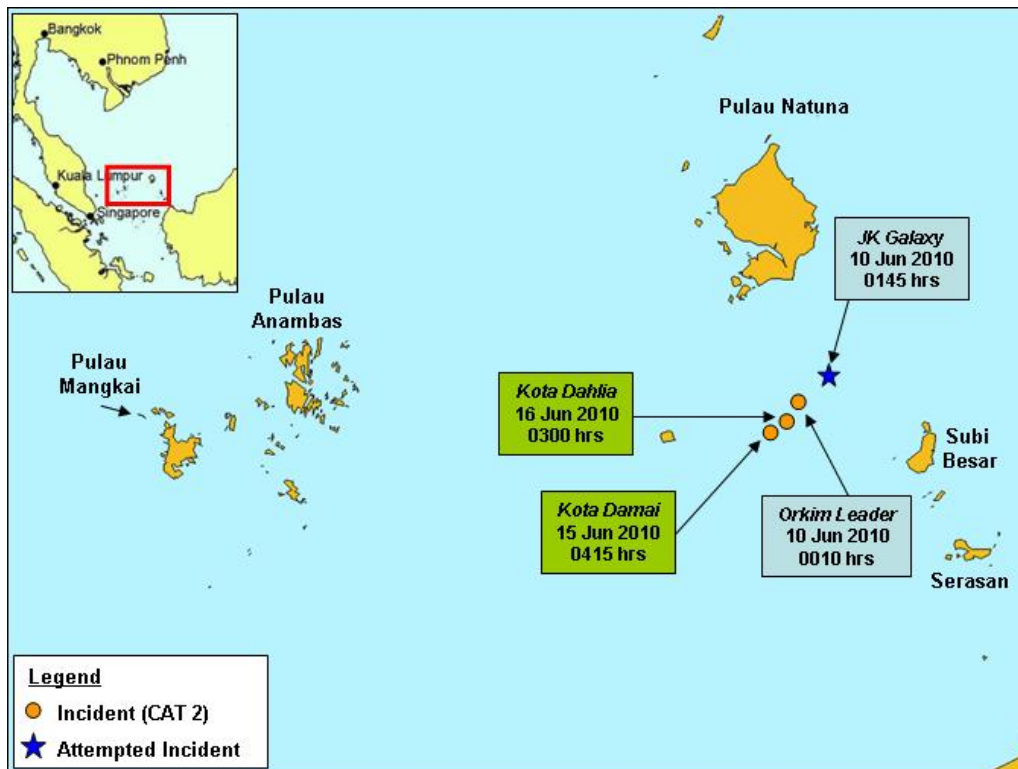 Bangkok
Phnom Penh
Kuala Lumpur
Singapore
Pulau Natuna
JK Galaxy
10 Jun 2010
0145 hrs
Pulau
Anambas
Pulau
Mangkai
Kota Dahlia
16 Jun 2010
0300 hrs
Subi
Besar
Kota Damai
15 Jun 2010
0415 hrs
Orkim Leader
10 Jun 2010
0010 hrs
Serasan
Legend
Incident (CAT 2)
Attempted Incident